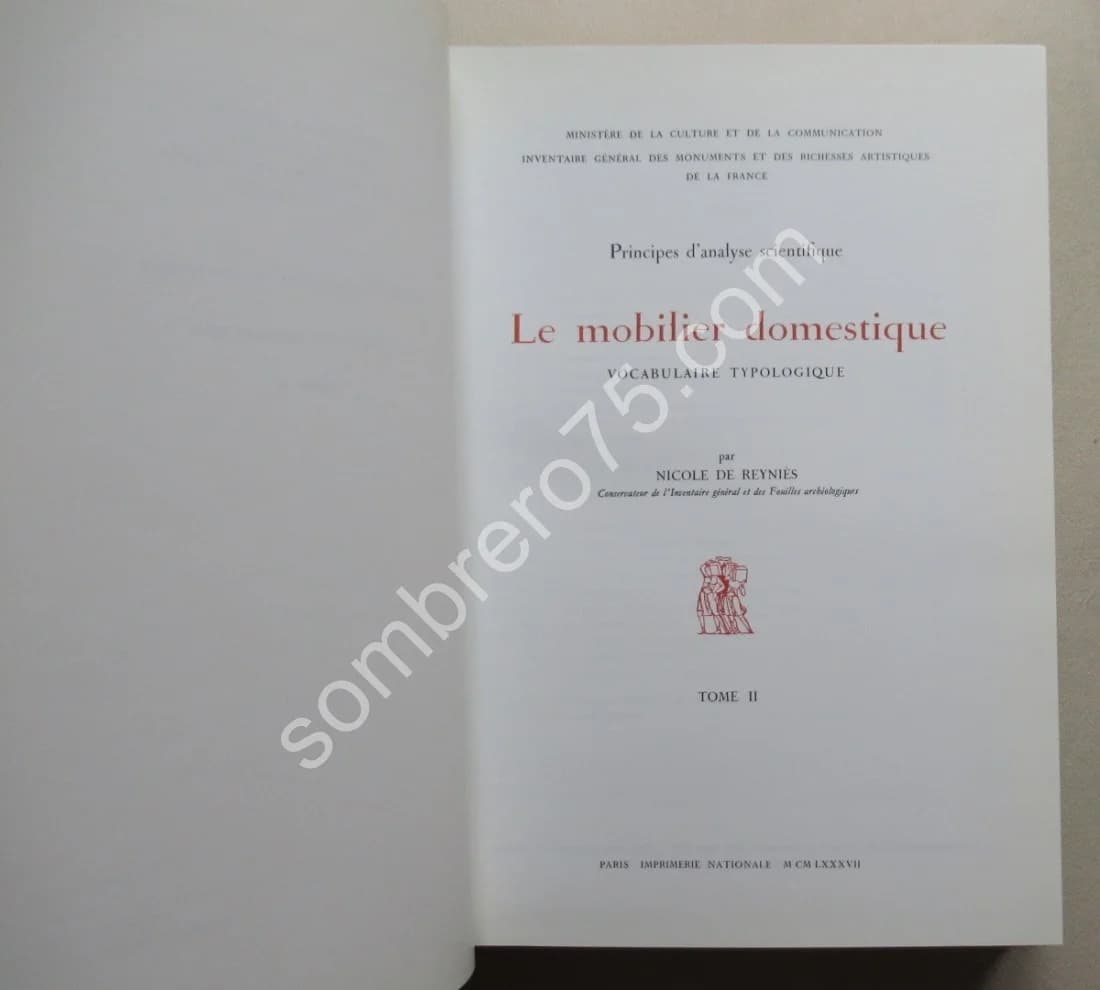 MINISTÈRE DE LA CULTURE ET DE LA COMMUNICATION
INVENTAIRE GÉNÉRAL DES MONUMENTS ET DES RICHESSES ARTISTIQUES
DE LA FRANCE
Principes d'analyse scientifique
Le mobilier domestique
VOCABULAIRE TYPOLOGIQUE
par
NICOLE DE REYNIÈS
Conservateur de l'Inventaire général et des Fouilles archéologiques
TOME II
PARIS IMPRIMERIE NATIONALE M CM LXXXVII
sombrero75.com